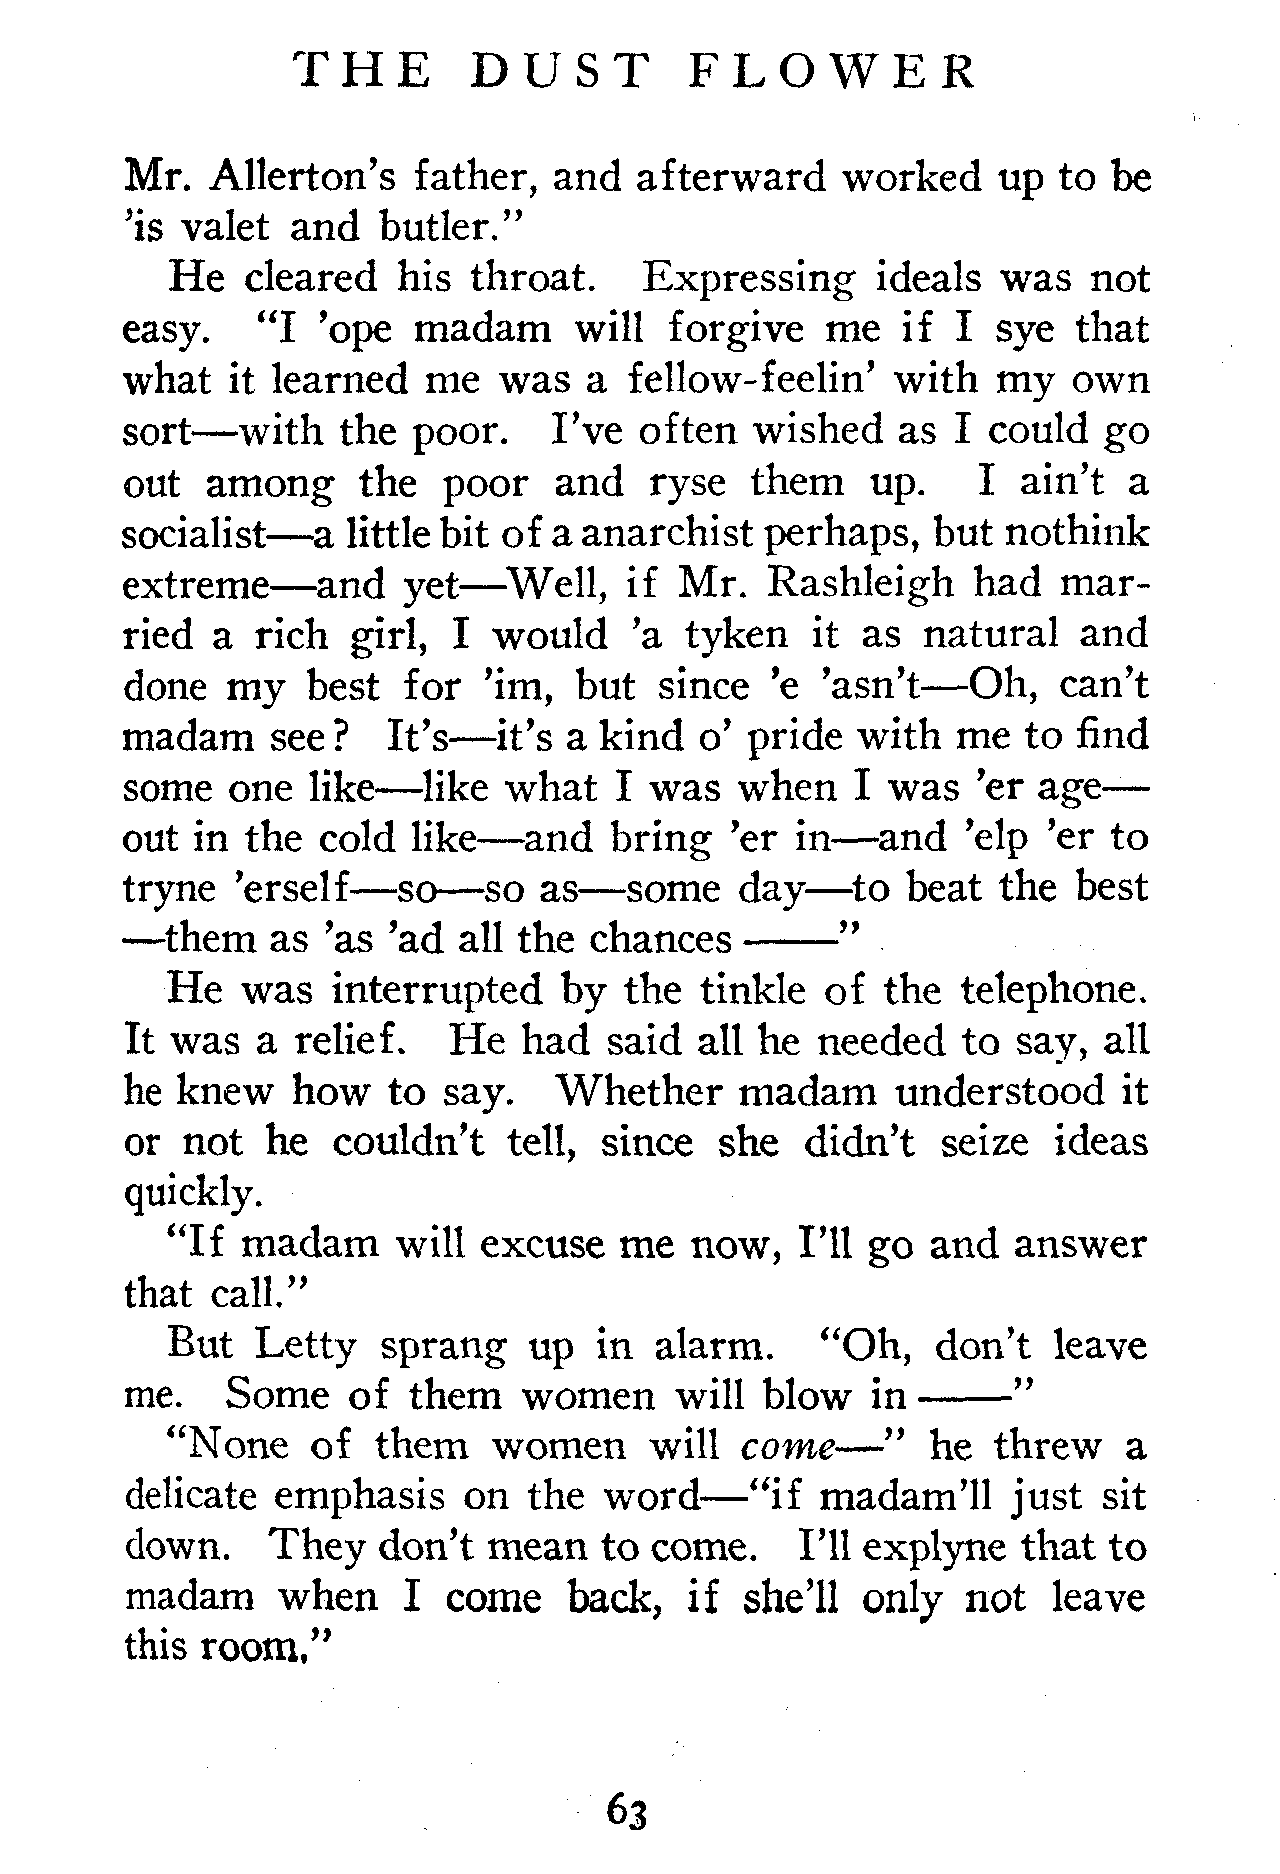 THE DUST FLOWER
Mr. Allerton's father, and afterward worked up to be
'is valet and butler."
He cleared his throat. Expressing ideals was not
easy. "I 'ope madam will forgive me if I sye that
what it learned me was a fellow-feelin' with my own
sort—with the poor. I've often wished as I could go
out among the poor and ryse them up. I ain't a
socialist—a little bit of a anarchist perhaps, but nothink
extreme—and yet—Well, if Mr. Rashleigh had mar-
ried a rich girl, I would 'a tyken it as natural and
done my best for 'im, but since 'e 'asn't—Oh, can't
madam see? It's—it's a kind o' pride with me to find
some one like—like what I was when I was 'er age—
out in the cold like—and bring 'er in—and 'elp 'er to
tryne 'erself—so—so as—some day—to beat the best
—them as 'as 'ad all the chances ——"
He was interrupted by the tinkle of the telephone.
It was a relief. He had said all he needed to say, all
he knew how to say. Whether madam understood it
or not he couldn't tell, since she didn't seize ideas
quickly.
"If madam will excuse me now, I'll go and answer
that call."
But Letty sprang up in alarm. "Oh, don't leave
me. Some of them women will blow in ——"
"None of them women will come—" he threw a
delicate emphasis on the word—"if madam'll just sit
down. They don't mean to come. I'll explyne that to
madam when I come back, if she'll only not leave
this room."
63